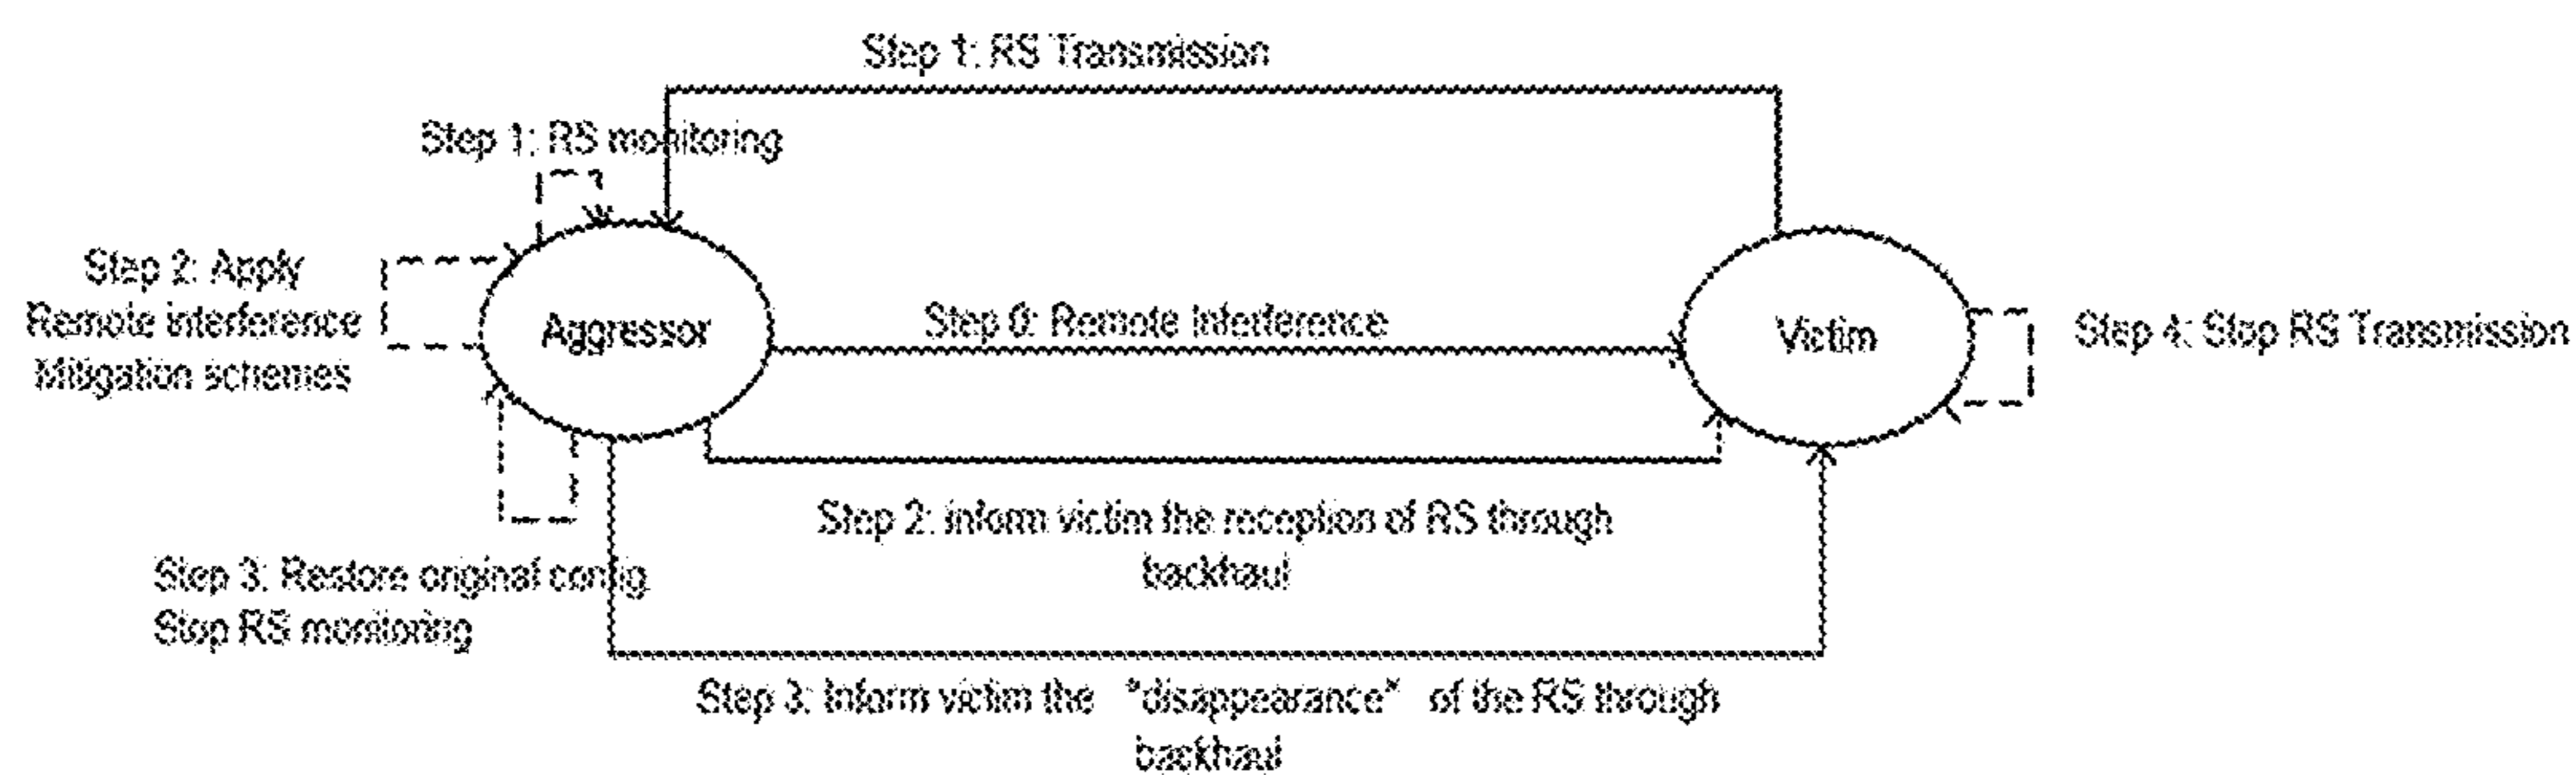 Step 1: RS Transmission
Step 1: RS monitoring
Step 2: Apply
Remote interference
Mitigation schemes
Aggressor
Step 0: Remote Interference
Victim
Step 4: Stop RS Transmission
Step 2: Inform victim the reception of RS through
backhaul
Step 3: Restore original config
Stop RS monitoring
Step 3: Inform victim the "disappearance" of the RS through
backhaul